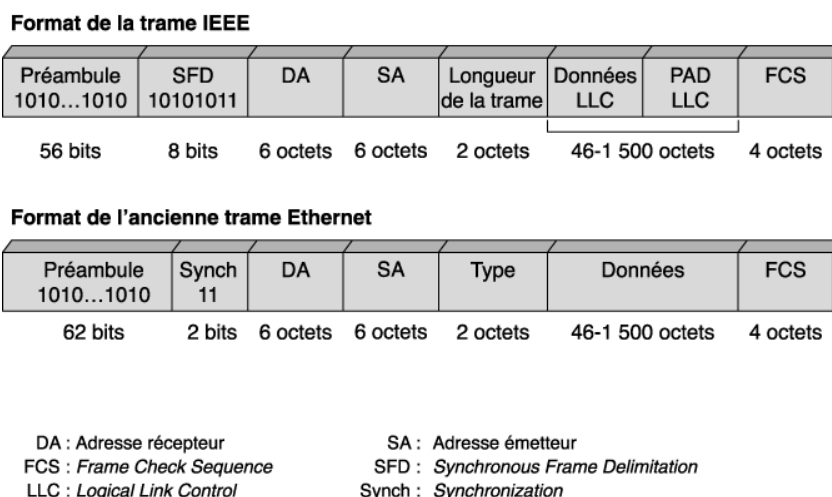 Format de la trame IEEE
Préambule SFD DA SA Longueur Données PAD FCS
1010...1010 10101011 de la trame LLC LLC
56 bits 8 bits 6 octets 6 octets 2 octets 46-1 500 octets 4 octets
Format de l'ancienne trame Ethernet
Préambule Synch DA SA Type Données FCS
1010...1010 11
62 bits 2 bits 6 octets 6 octets 2 octets 46-1 500 octets 4 octets
DA : Adresse récepteur SA : Adresse émetteur
FCS : Frame Check Sequence SFD : Synchronous Frame Delimitation
LLC : Logical Link Control Synch : Synchronization